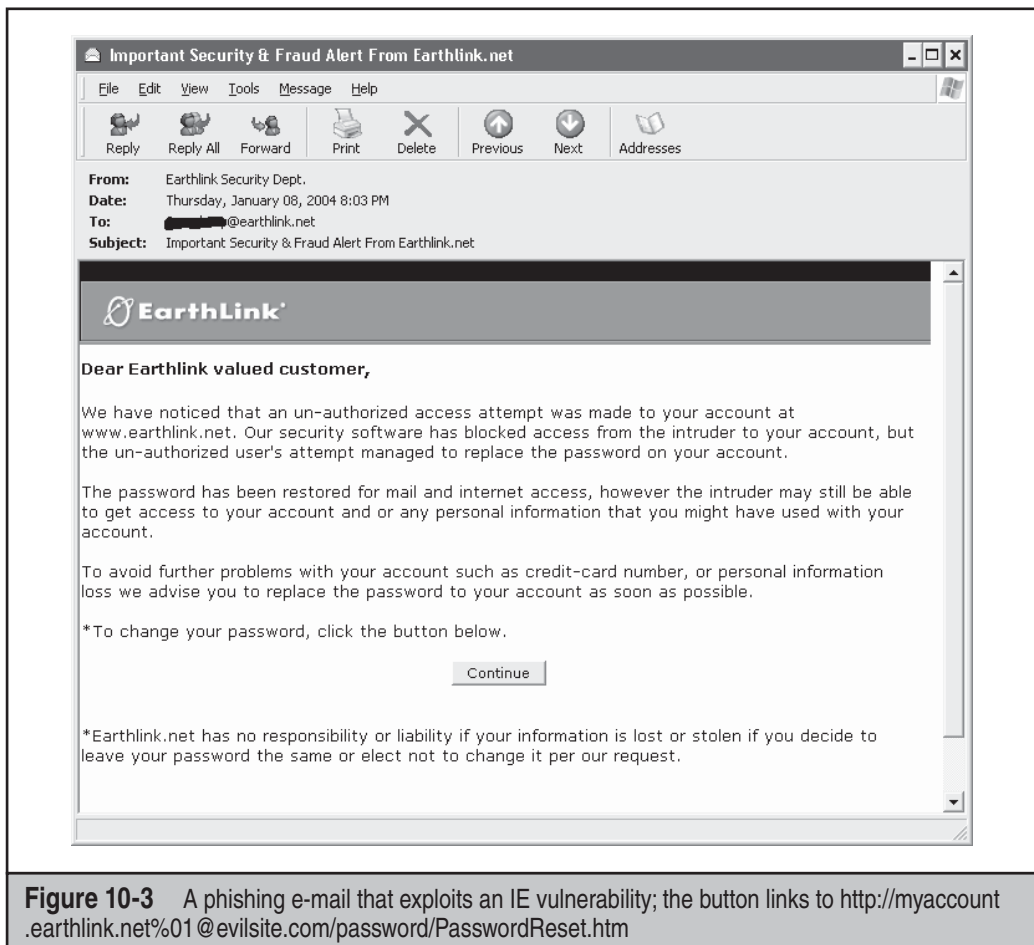 Important Security & Fraud Alert From Earthlink.net
File Edit View Tools Message Help
Reply Reply All Forward Print Delete Previous Next Addresses
From: Earthlink Security Dept.
Date: Thursday, January 08, 2004 8:03 PM
To: @earthlink.net
Subject: Important Security & Fraud Alert From Earthlink.net
EarthLink
Dear Earthlink valued customer,
We have noticed that an un-authorized access attempt was made to your account at
www.earthlink.net. Our security software has blocked access from the intruder to your account, but
the un-authorized user's attempt managed to replace the password on your account.
The password has been restored for mail and internet access, however the intruder may still be able
to get access to your account and or any personal information that you might have used with your
account.
To avoid further problems with your account such as credit-card number, or personal information
loss we advise you to replace the password to your account as soon as possible.
*To change your password, click the button below.
Continue
*Earthlink.net has no responsibility or liability if your information is lost or stolen if you decide to
leave your password the same or elect not to change it per our request.
Figure 10-3 A phishing e-mail that exploits an IE vulnerability; the button links to http://myaccount
.earthlink.net%01@evilsite.com/password/PasswordReset.htm